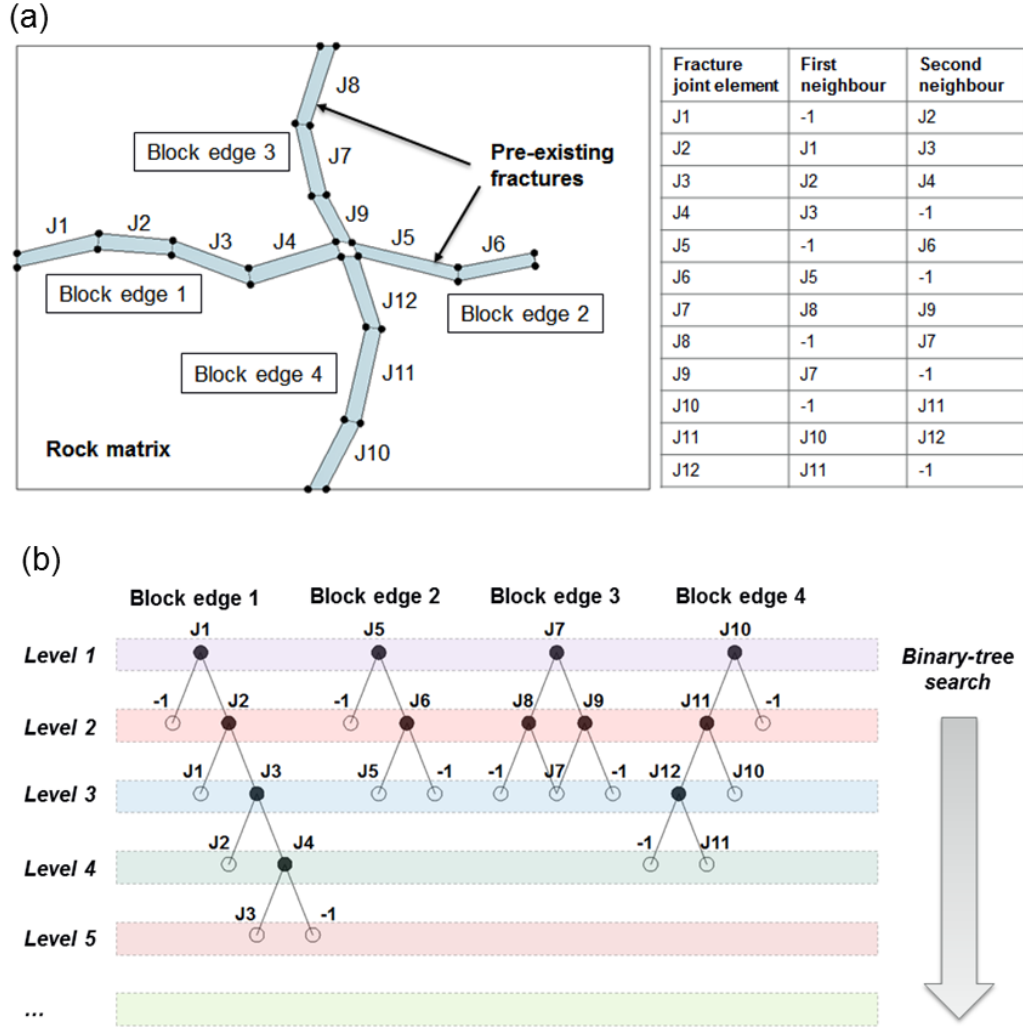 (a)
J8
Block edge 3
J7
Pre-existing
fractures
J9
J1
J2
J3
J4
J5
J6
Block edge 1
J12
Block edge 2
Block edge 4
J11
Rock matrix
J10
Fracture joint element First neighbour Second neighbour
J1 -1 J2
J2 J1 J3
J3 J2 J4
J4 J3 -1
J5 -1 J6
J6 J5 -1
J7 J8 J9
J8 -1 J7
J9 J7 -1
J10 -1 J11
J11 J10 J12
J12 J11 -1
(b)
Block edge 1 Block edge 2 Block edge 3 Block edge 4
Level 1 J1 J5 J7 J10
Binary-tree
search
Level 2 -1 J2 -1 J6 J8 J9 J11 -1
Level 3 J1 J3 J5 -1 -1 J7 -1 J12 J10
Level 4 J2 J4 -1 J11
Level 5 J3 -1
...